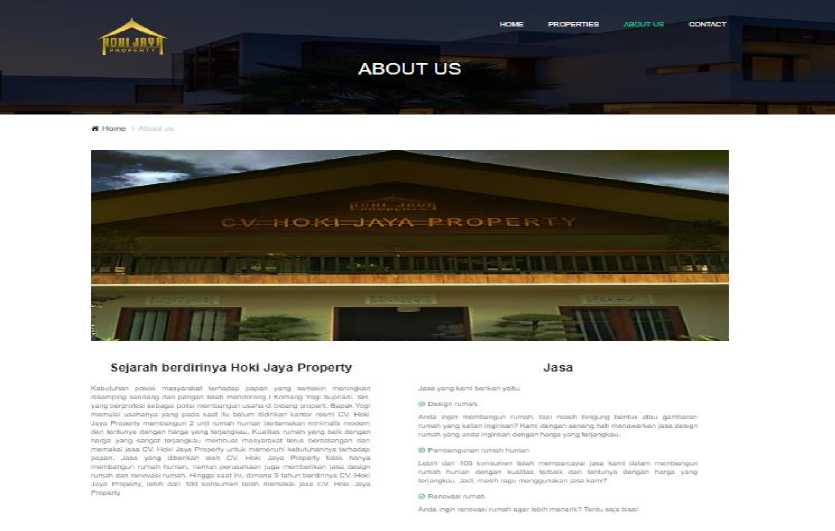 HOKI JAYA
PROPERTY
HOME PROPERTIES ABOUT US CONTACT
ABOUT US
Home About us
HOKI JAYA
PROPERTY
CV. HOKI JAYA PROPERTY
Sejarah berdirinya Hoki Jaya Property
Kebutuhan pokok masyarakat terhadap papan yang semakin meningkat
disamping sandang dan pangan telah mendorong I Komang Yogi Supriadi, SH.
yang berprofesi sebagai polisi membangun usaha di bidang properti. Bapak Yogi
memulai usahanya yang pada saat itu belum didirikan kantor resmi CV. Hoki
Jaya Property membangun 2 unit rumah hunian bertemakan minimalis modern
dan tentunya dengan harga yang terjangkau. Kualitas rumah yang baik dengan
harga yang sangat terjangkau membuat masyarakat terus berdatangan dan
memakai jasa CV. Hoki Jaya Property untuk memenuhi kebutuhannya terhadap
papan. Jasa yang diberikan oleh CV. Hoki Jaya Property tidak hanya
membangun rumah hunian, namun perusahaan juga memberikan jasa design
rumah dan renovasi rumah. Hingga saat ini, dimana 5 tahun berdirinya CV. Hoki
Jaya Property, lebih dari 100 konsumen telah memakai jasa CV. Hoki Jaya
Property.
Jasa
Jasa yang kami berikan yaitu:
Design rumah
Anda ingin membangun rumah, tapi masih bingung bentuk atau gambaran
rumah yang kalian inginkan? Kami dengan senang hati menawarkan jasa design
rumah yang anda inginkan dengan harga yang terjangkau.
Pembangunan rumah hunian
Lebih dari 100 konsumen telah mempercayai jasa kami dalam membangun
rumah hunian dengan kualitas terbaik dan tentunya dengan harga yang
terjangkau. Jadi, masih ragu menggunakan jasa kami?
Renovasi rumah
Anda ingin renovasi rumah agar lebih menarik? Tentu saja bisa!